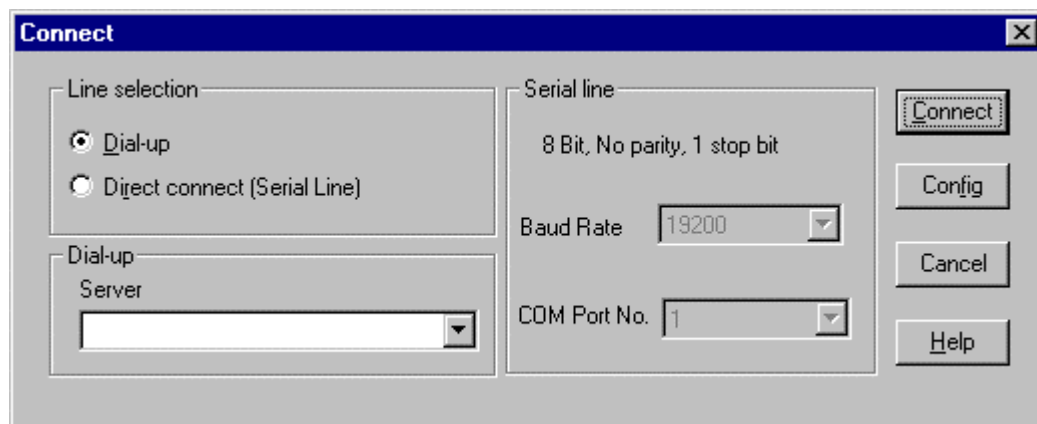 Connect
Line selection
Dial-up
Direct connect (Serial Line)
Dial-up
Server
Serial line
8 Bit, No parity, 1 stop bit
Baud Rate 19200
COM Port No. 1
Connect
Config
Cancel
Help